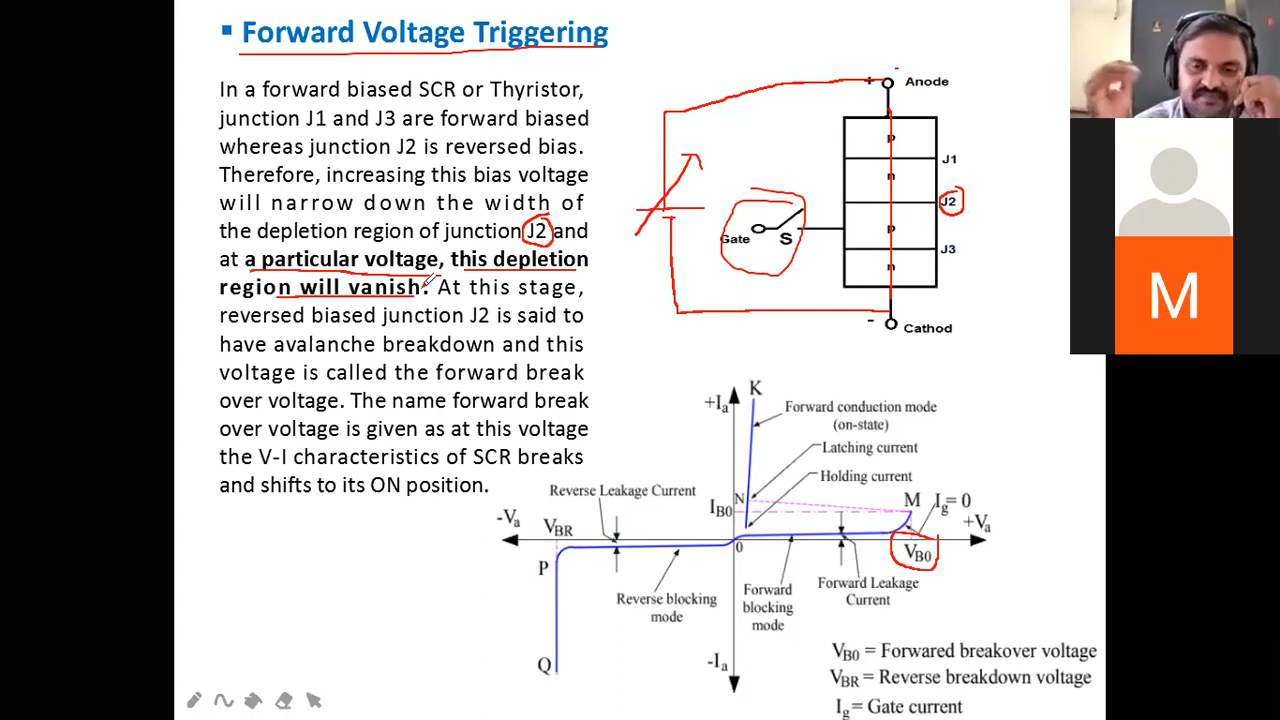 Forward Voltage Triggering
In a forward biased SCR or Thyristor,
junction J1 and J3 are forward biased
whereas junction J2 is reversed bias.
Therefore, increasing this bias voltage
will narrow down the width of
the depletion region of junction J2 and
at a particular voltage, this depletion
region will vanish. At this stage,
reversed biased junction J2 is said to
have avalanche breakdown and this
voltage is called the forward break
over voltage. The name forward break
over voltage is given as at this voltage
the V-I characteristics of SCR breaks
and shifts to its ON position.
+ Anode
p
J1
n
J2
Gate S
p
J3
n
- Cathod
M
+Ia
K
Forward conduction mode
(on-state)
Latching current
Holding current
Reverse Leakage Current
IB0
N
M
Ig= 0
-Va
VBR
+Va
0
VB0
P
Reverse blocking
mode
Forward
blocking
mode
Forward Leakage
Current
Q
-Ia
VB0 = Forwared breakover voltage
VBR = Reverse breakdown voltage
Ig = Gate current